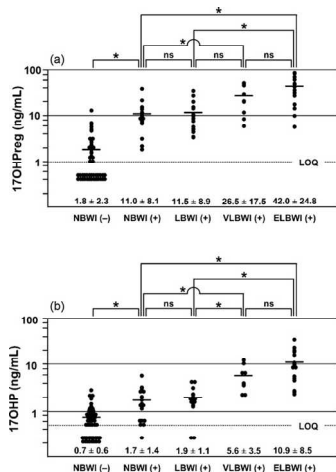 *
*
*
*
ns
ns
ns
(a)
17OHPreg (ng/mL)
100
10
1
LOQ
1.8 ± 2.3 11.0 ± 8.1 11.5 ± 8.9 26.5 ± 17.5 42.0 ± 24.8
NBWI (–) NBWI (+) LBWI (+) VLBWI (+) ELBWI (+)
*
*
*
*
ns
*
ns
(b)
17OHP (ng/mL)
100
10
1
LOQ
0.7 ± 0.6 1.7 ± 1.4 1.9 ± 1.1 5.6 ± 3.5 10.9 ± 8.5
NBWI (–) NBWI (+) LBWI (+) VLBWI (+) ELBWI (+)